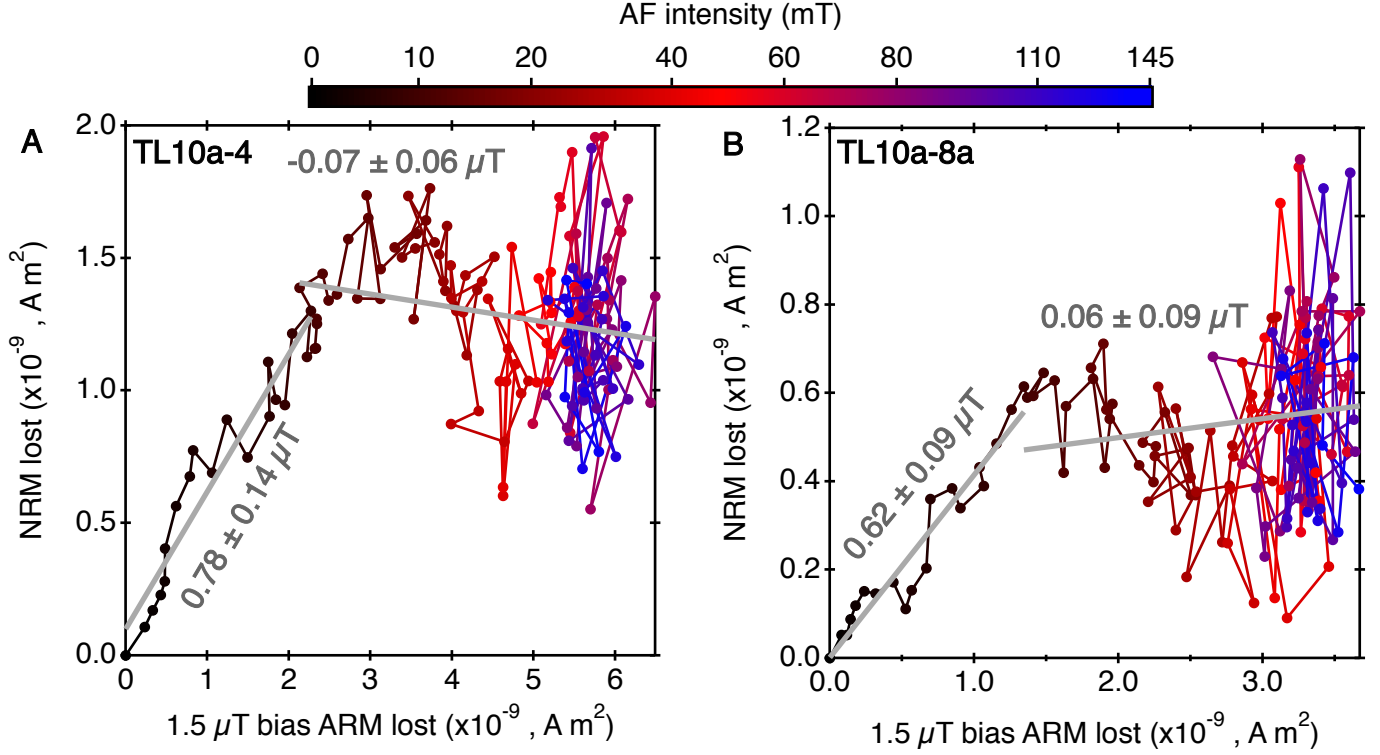 AF intensity (mT)
0 10 20 40 60 80 110 145
A
TL10a-4
-0.07 ± 0.06 µT
0.78 ± 0.14 µT
2.0
1.5
1.0
0.5
0.0
NRM lost (x10⁻⁹ , A m²)
0 1 2 3 4 5 6
1.5 µT bias ARM lost (x10⁻⁹ , A m²)
B
TL10a-8a
0.06 ± 0.09 µT
0.62 ± 0.09 µT
1.2
1.0
0.8
0.6
0.4
0.2
0.0
NRM lost (x10⁻⁹ , A m²)
0.0 1.0 2.0 3.0
1.5 µT bias ARM lost (x10⁻⁹ , A m²)